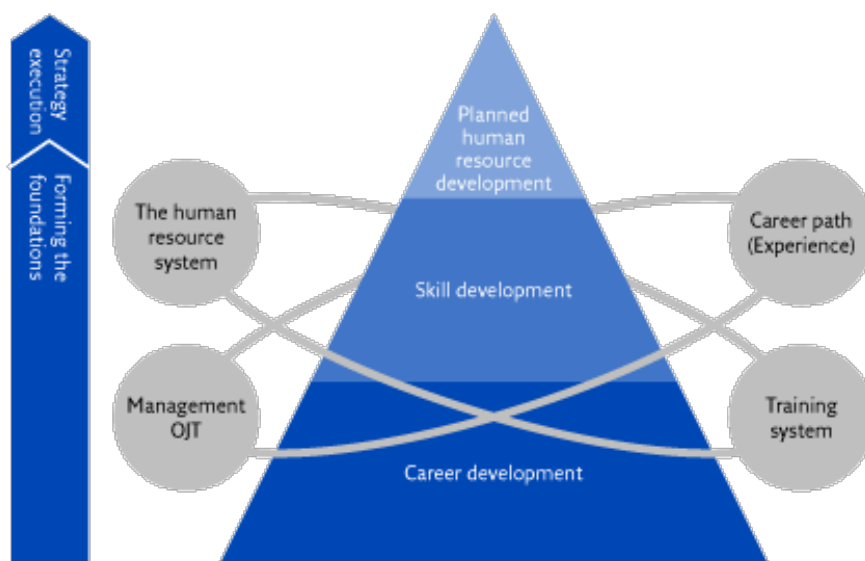 Strategy
execution
Forming the
foundations
Planned
human
resource
development
The human
resource
system
Career path
(Experience)
Skill development
Management
OJT
Training
system
Career development